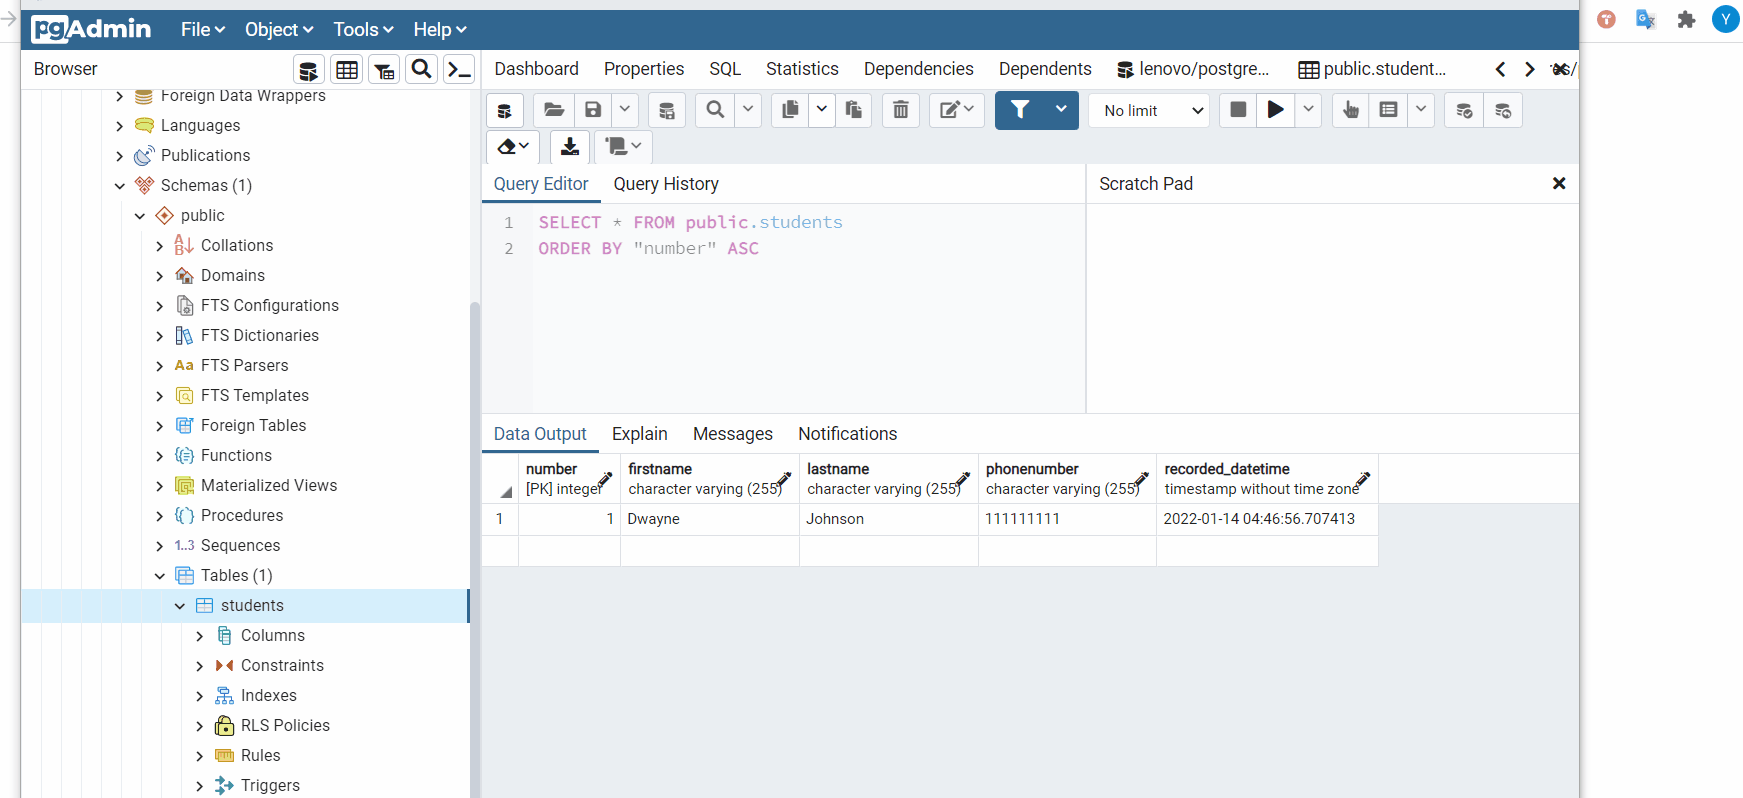 pgAdmin File Object Tools Help
Y
Browser
Dashboard Properties SQL Statistics Dependencies Dependents lenovo/postgre... public.student...
No limit
Foreign Data Wrappers
Languages
Publications
Schemas (1)
public
Collations
Domains
FTS Configurations
FTS Dictionaries
Aa FTS Parsers
FTS Templates
Foreign Tables
Functions
Materialized Views
Procedures
1..3 Sequences
Tables (1)
students
Columns
Constraints
Indexes
RLS Policies
Rules
Triggers
Query Editor Query History
Scratch Pad
1 SELECT * FROM public.students
2 ORDER BY "number" ASC
Data Output Explain Messages Notifications
number firstname lastname phonenumber recorded_datetime
[PK] integer character varying (255) character varying (255) character varying (255) timestamp without time zone
1 1 Dwayne Johnson 111111111 2022-01-14 04:46:56.707413